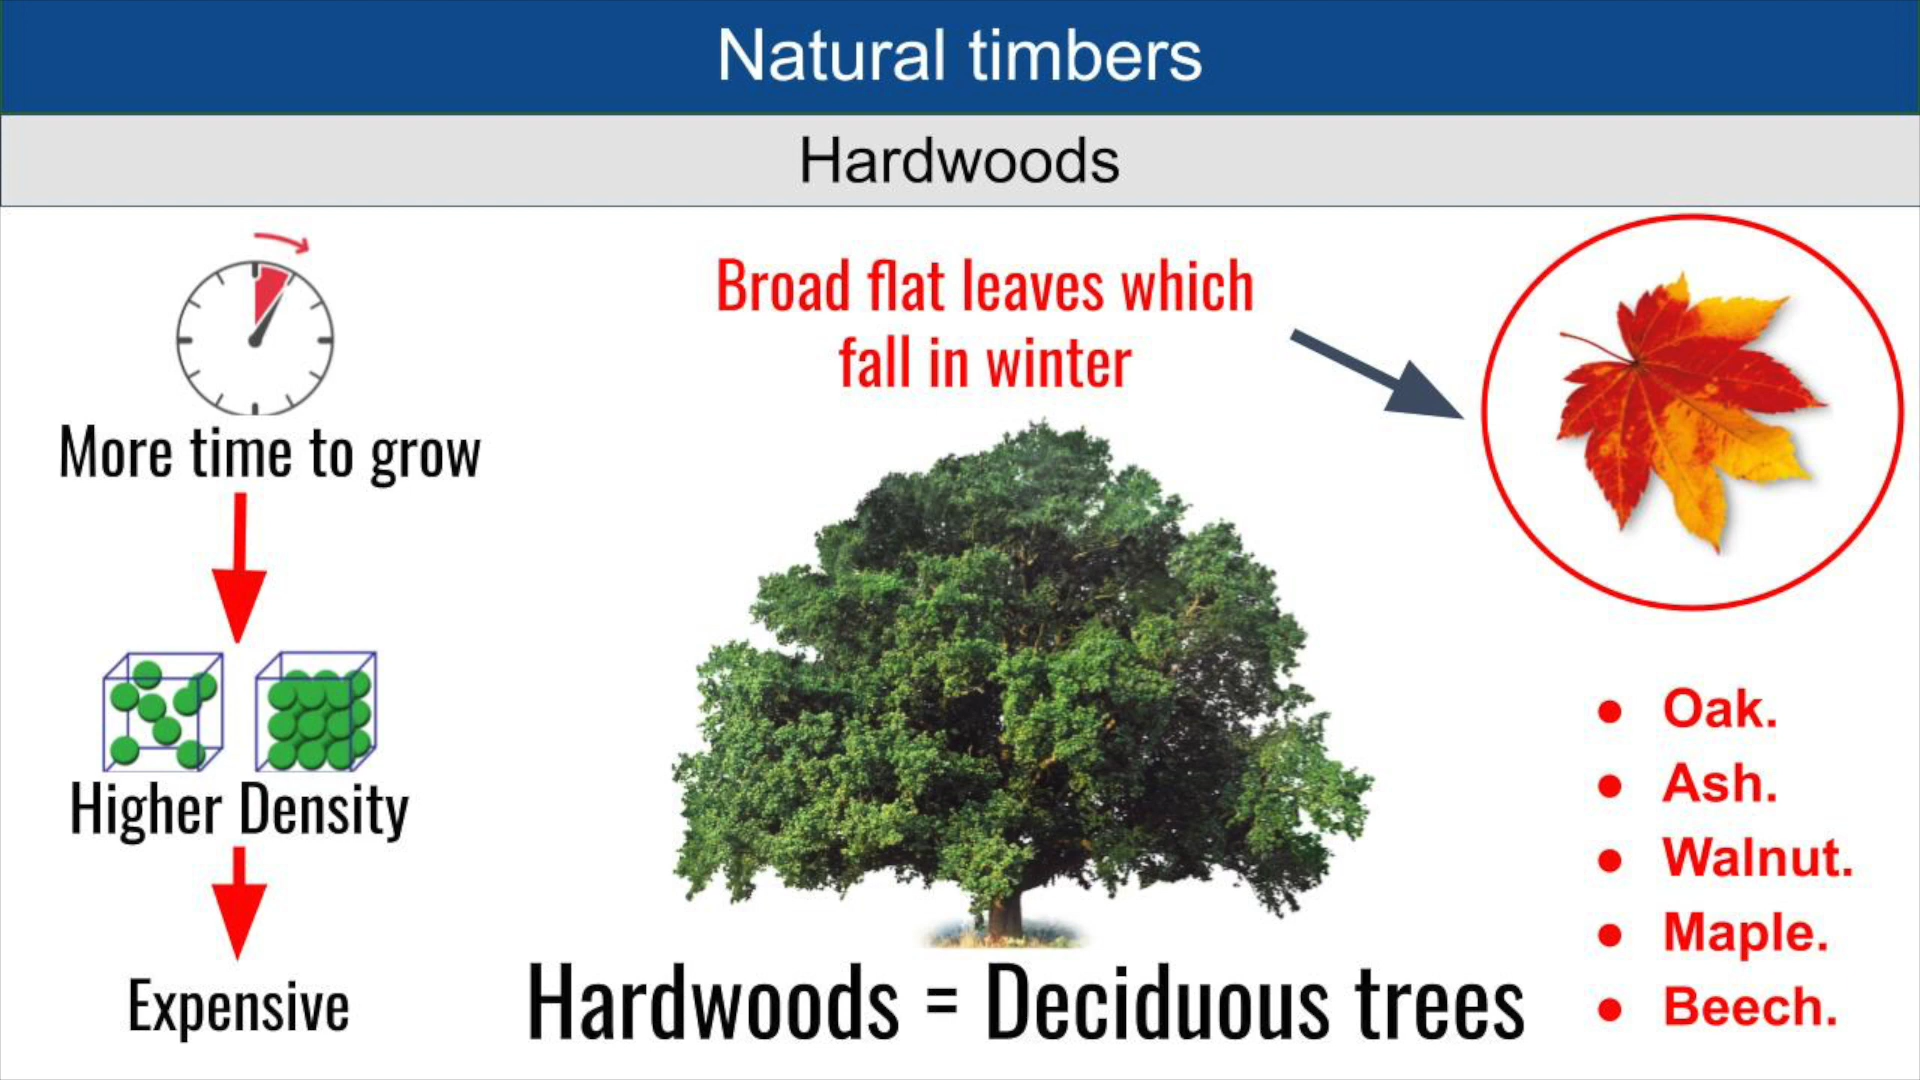 Natural timbers
Hardwoods
More time to grow
Higher Density
Expensive
Broad flat leaves which
fall in winter
Hardwoods = Deciduous trees
● Oak.
● Ash.
● Walnut.
● Maple.
● Beech.